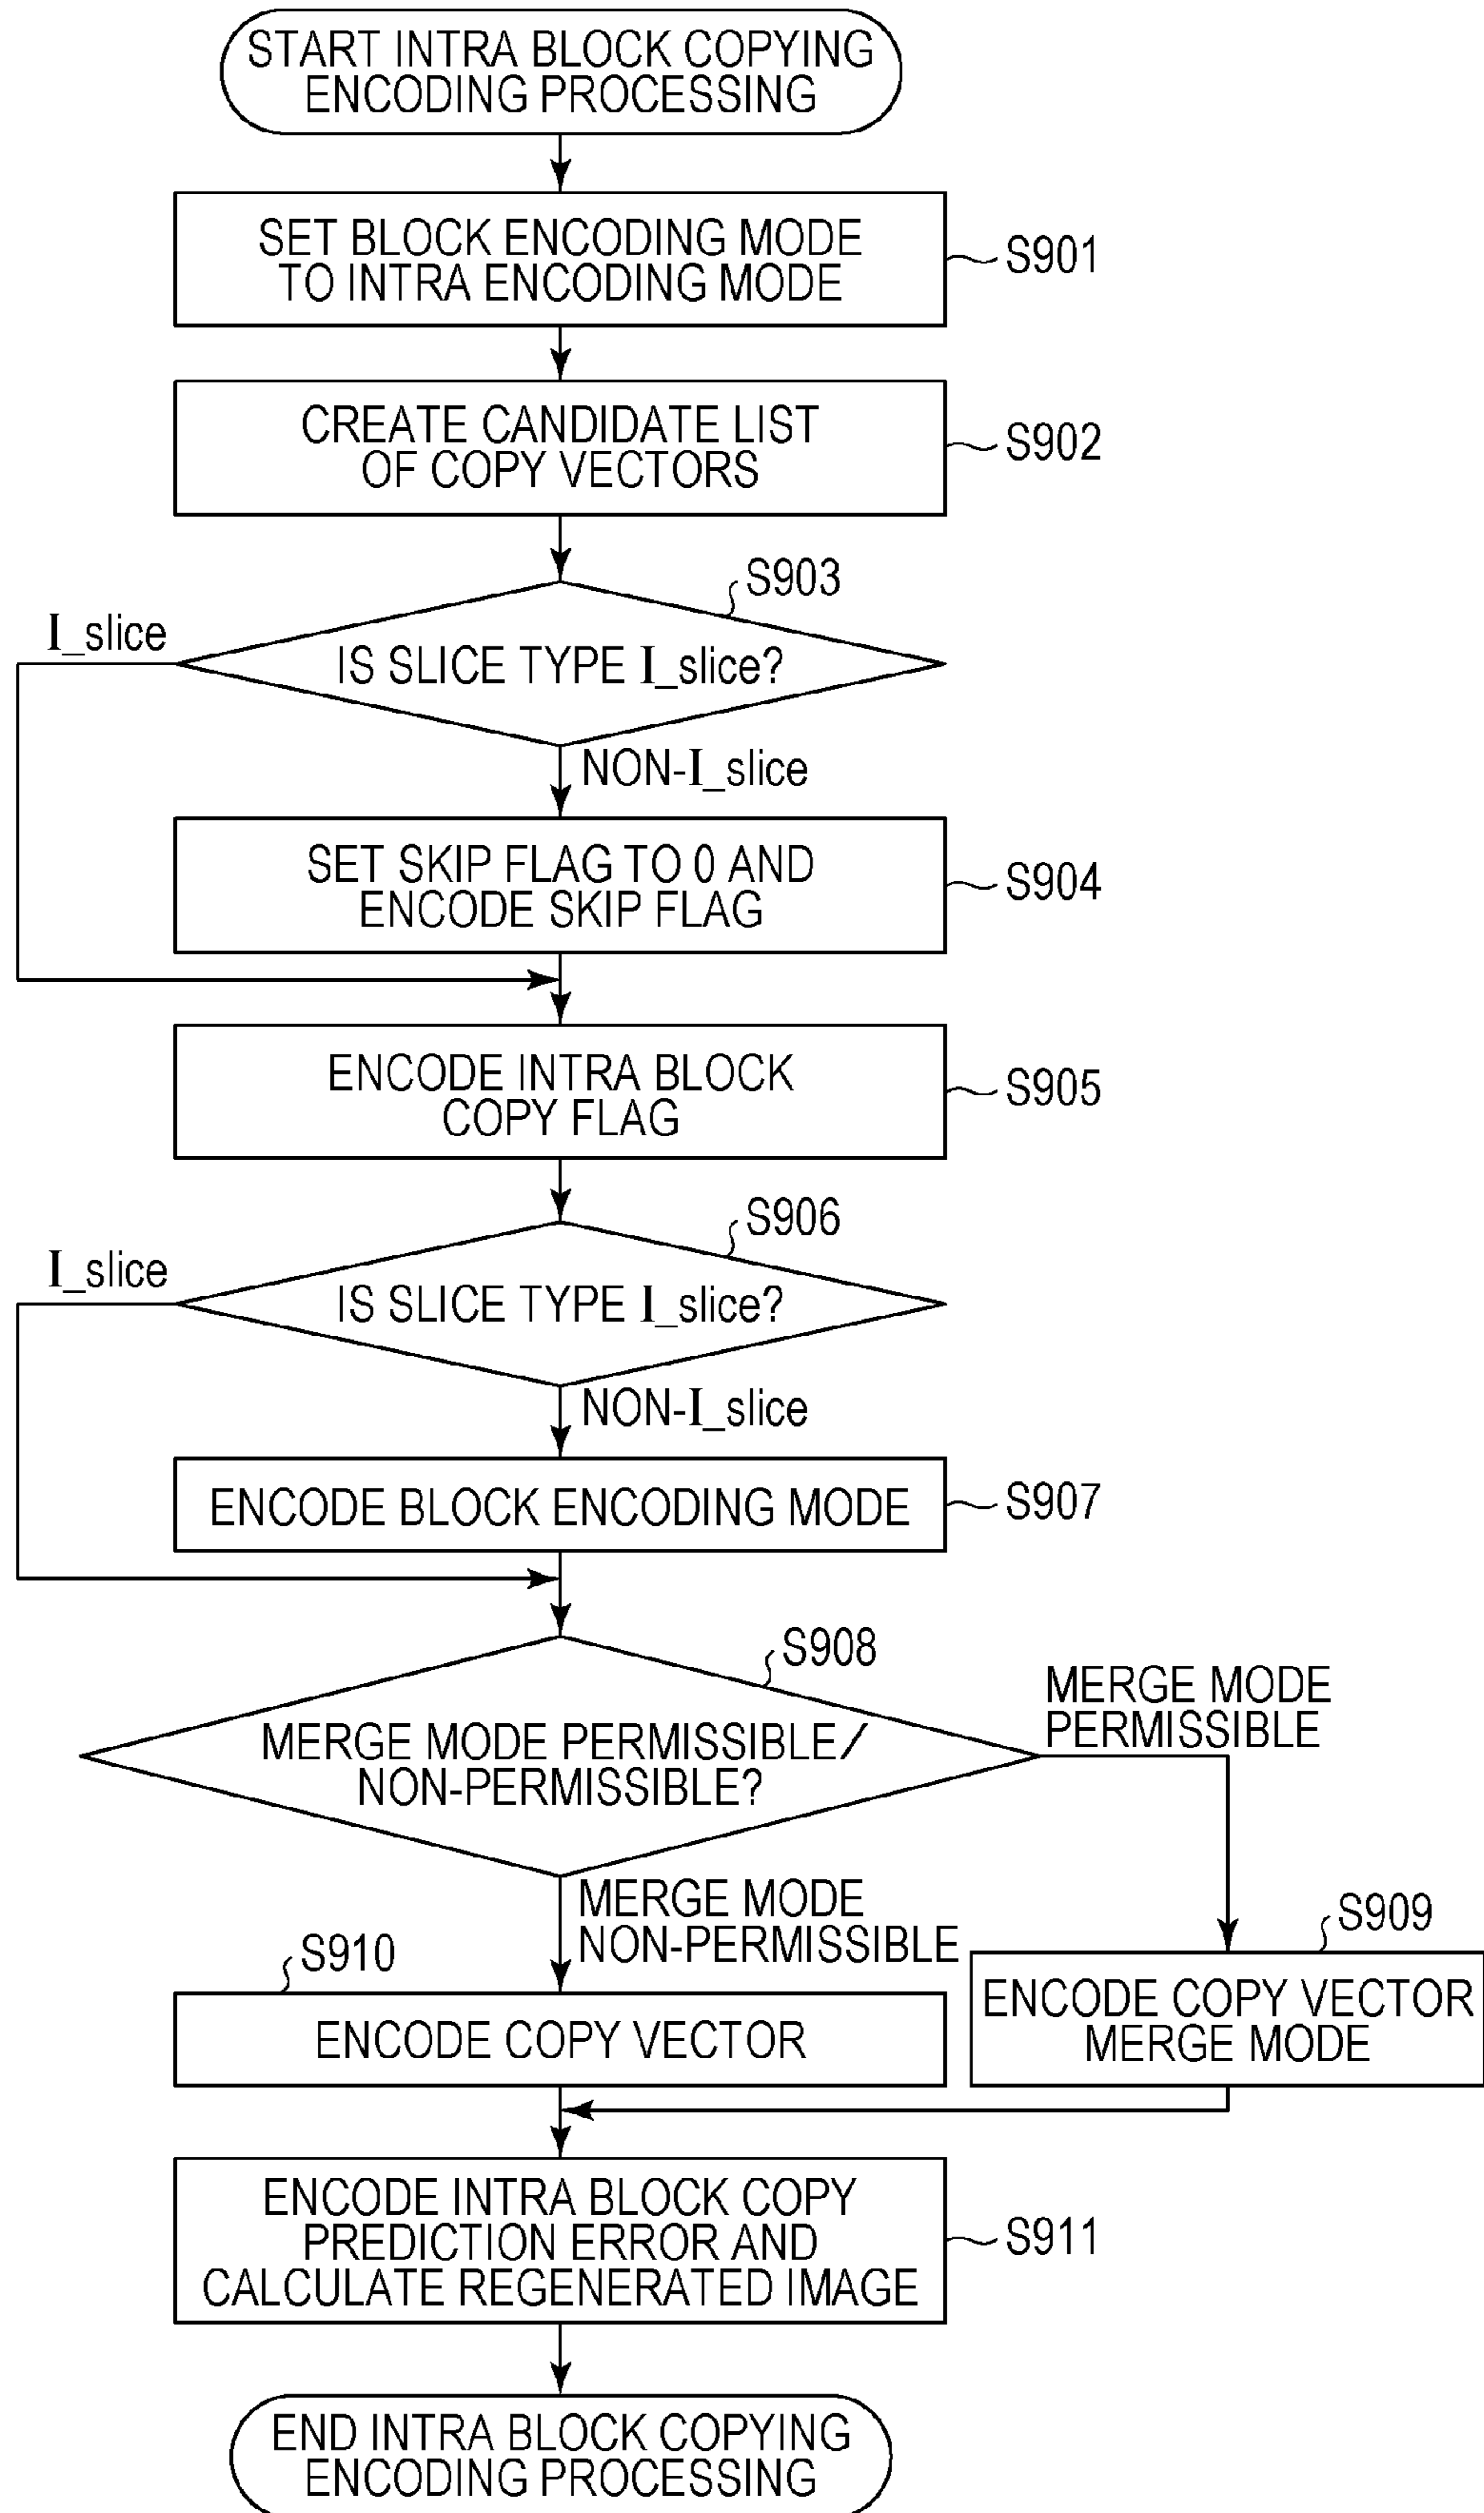 START INTRA BLOCK COPYING
ENCODING PROCESSING
SET BLOCK ENCODING MODE
TO INTRA ENCODING MODE
S901
CREATE CANDIDATE LIST
OF COPY VECTORS
S902
S903
I_slice
IS SLICE TYPE I_slice?
NON-I_slice
SET SKIP FLAG TO 0 AND
ENCODE SKIP FLAG
S904
ENCODE INTRA BLOCK
COPY FLAG
S905
S906
I_slice
IS SLICE TYPE I_slice?
NON-I_slice
ENCODE BLOCK ENCODING MODE
S907
S908
MERGE MODE PERMISSIBLE/
NON-PERMISSIBLE?
MERGE MODE
PERMISSIBLE
MERGE MODE
NON-PERMISSIBLE
S909
ENCODE COPY VECTOR
MERGE MODE
S910
ENCODE COPY VECTOR
ENCODE INTRA BLOCK COPY
PREDICTION ERROR AND
CALCULATE REGENERATED IMAGE
S911
END INTRA BLOCK COPYING
ENCODING PROCESSING